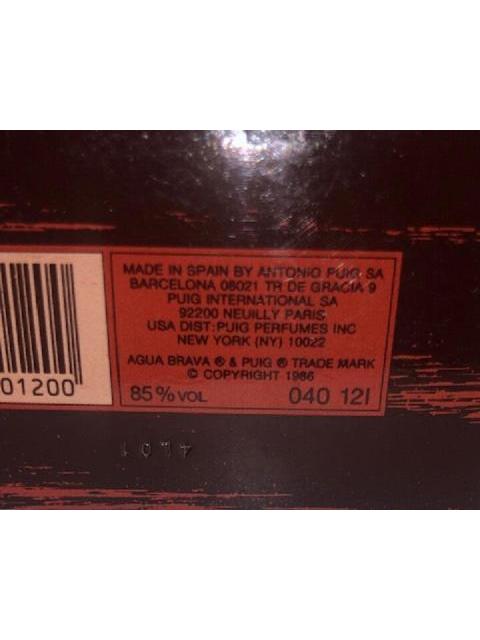 MADE IN SPAIN BY ANTONIO PUIG SA
BARCELONA 08021 TR DE GRACIA 9
PUIG INTERNATIONAL SA
92200 NEUILLY PARIS
USA DIST:PUIG PERFUMES INC
NEW YORK (NY) 10022
AGUA BRAVA ® & PUIG ® TRADE MARK
© COPYRIGHT 1986
01200
85% VOL 040 12I